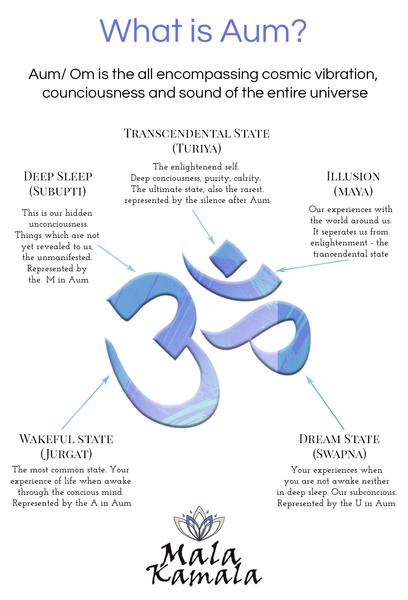 What is Aum?
Aum/ Om is the all encompassing cosmic vibration,
counciousness and sound of the entire universe
Transcendental State
(Turiya)
The enlightenend self.
Deep conciousness, purity, calrity.
The ultimate state, also the rarest.
represented by the silence after Aum
Deep Sleep
(Subupti)
This is our hidden
unconciousness.
Things which are not
yet revealed to us,
the unmanifested.
Represented by
the M in Aum
Illusion
(maya)
Our experiences with
the world around us.
It seperates us from
enlightenment - the
trancendental state
Wakeful state
(Jurgat)
The most common state. Your
experience of life when awake
through the concious mind.
Represented by the A in Aum
Dream State
(Swapna)
Your experiences when
you are not awake neither
in deep sleep. Our subconcious.
Represented by the U in Aum
Mala
Kamala